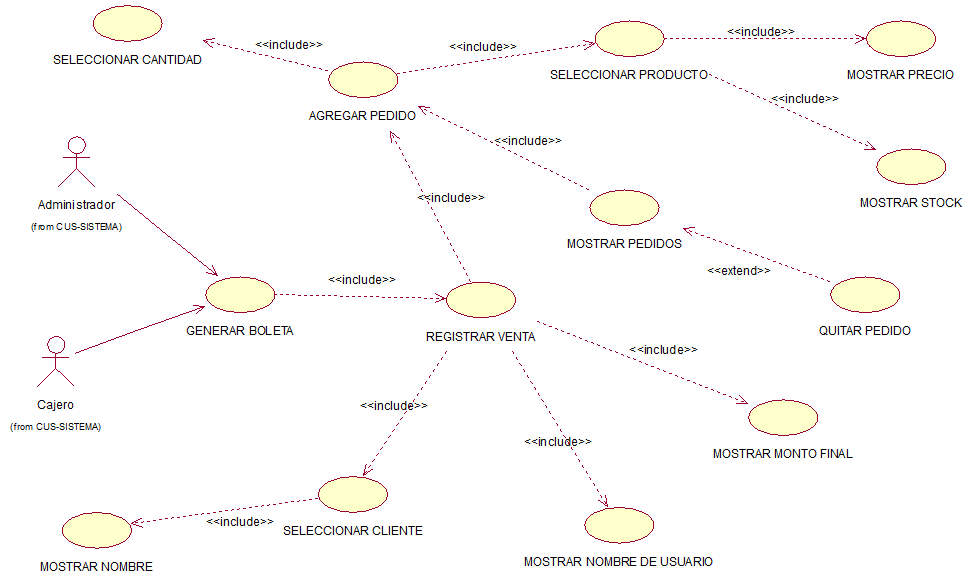 <<include>>
<<include>>
<<include>>
SELECCIONAR CANTIDAD
SELECCIONAR PRODUCTO
MOSTRAR PRECIO
<<include>>
AGREGAR PEDIDO
<<include>>
<<include>>
Administrador
(from CUS-SISTEMA)
MOSTRAR STOCK
MOSTRAR PEDIDOS
<<extend>>
<<include>>
GENERAR BOLETA
REGISTRAR VENTA
QUITAR PEDIDO
<<include>>
Cajero
(from CUS-SISTEMA)
<<include>>
<<include>>
MOSTRAR MONTO FINAL
<<include>>
SELECCIONAR CLIENTE
MOSTRAR NOMBRE
MOSTRAR NOMBRE DE USUARIO